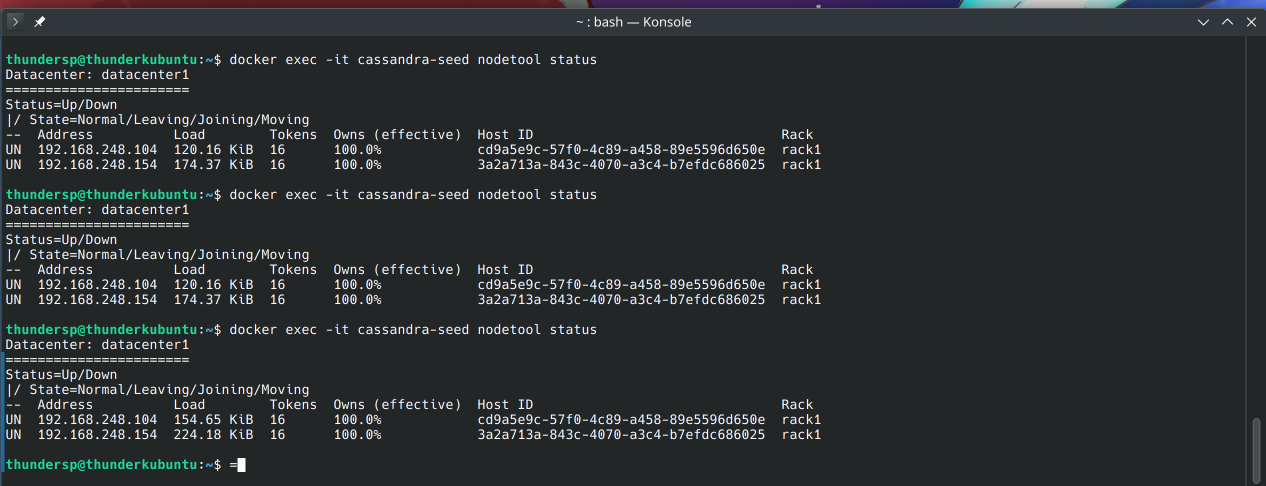 ~ : bash — Konsole
thundersp@thunderkubuntu:~$ docker exec -it cassandra-seed nodetool status
Datacenter: datacenter1
=======================
Status=Up/Down
|/ State=Normal/Leaving/Joining/Moving
--  Address          Load        Tokens  Owns (effective)  Host ID                               Rack
UN  192.168.248.104  120.16 KiB  16      100.0%            cd9a5e9c-57f0-4c89-a458-89e5596d650e  rack1
UN  192.168.248.154  174.37 KiB  16      100.0%            3a2a713a-843c-4070-a3c4-b7efdc686025  rack1
thundersp@thunderkubuntu:~$ docker exec -it cassandra-seed nodetool status
Datacenter: datacenter1
=======================
Status=Up/Down
|/ State=Normal/Leaving/Joining/Moving
--  Address          Load        Tokens  Owns (effective)  Host ID                               Rack
UN  192.168.248.104  120.16 KiB  16      100.0%            cd9a5e9c-57f0-4c89-a458-89e5596d650e  rack1
UN  192.168.248.154  174.37 KiB  16      100.0%            3a2a713a-843c-4070-a3c4-b7efdc686025  rack1
thundersp@thunderkubuntu:~$ docker exec -it cassandra-seed nodetool status
Datacenter: datacenter1
=======================
Status=Up/Down
|/ State=Normal/Leaving/Joining/Moving
--  Address          Load        Tokens  Owns (effective)  Host ID                               Rack
UN  192.168.248.104  154.65 KiB  16      100.0%            cd9a5e9c-57f0-4c89-a458-89e5596d650e  rack1
UN  192.168.248.154  224.18 KiB  16      100.0%            3a2a713a-843c-4070-a3c4-b7efdc686025  rack1
thundersp@thunderkubuntu:~$ =